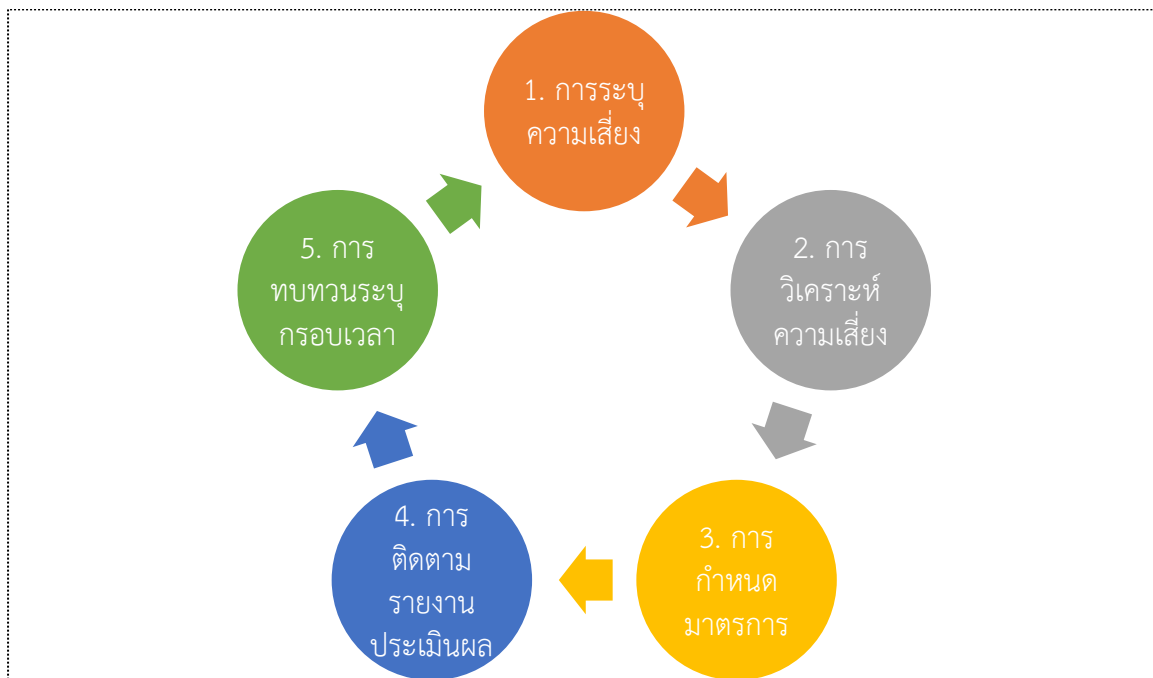 1. การระบุ
ความเสี่ยง
2. การ
วิเคราะห์
ความเสี่ยง
3. การ
กำหนด
มาตรการ
4. การ
ติดตาม
รายงาน
ประเมินผล
5. การ
ทบทวนระบุ
กรอบเวลา